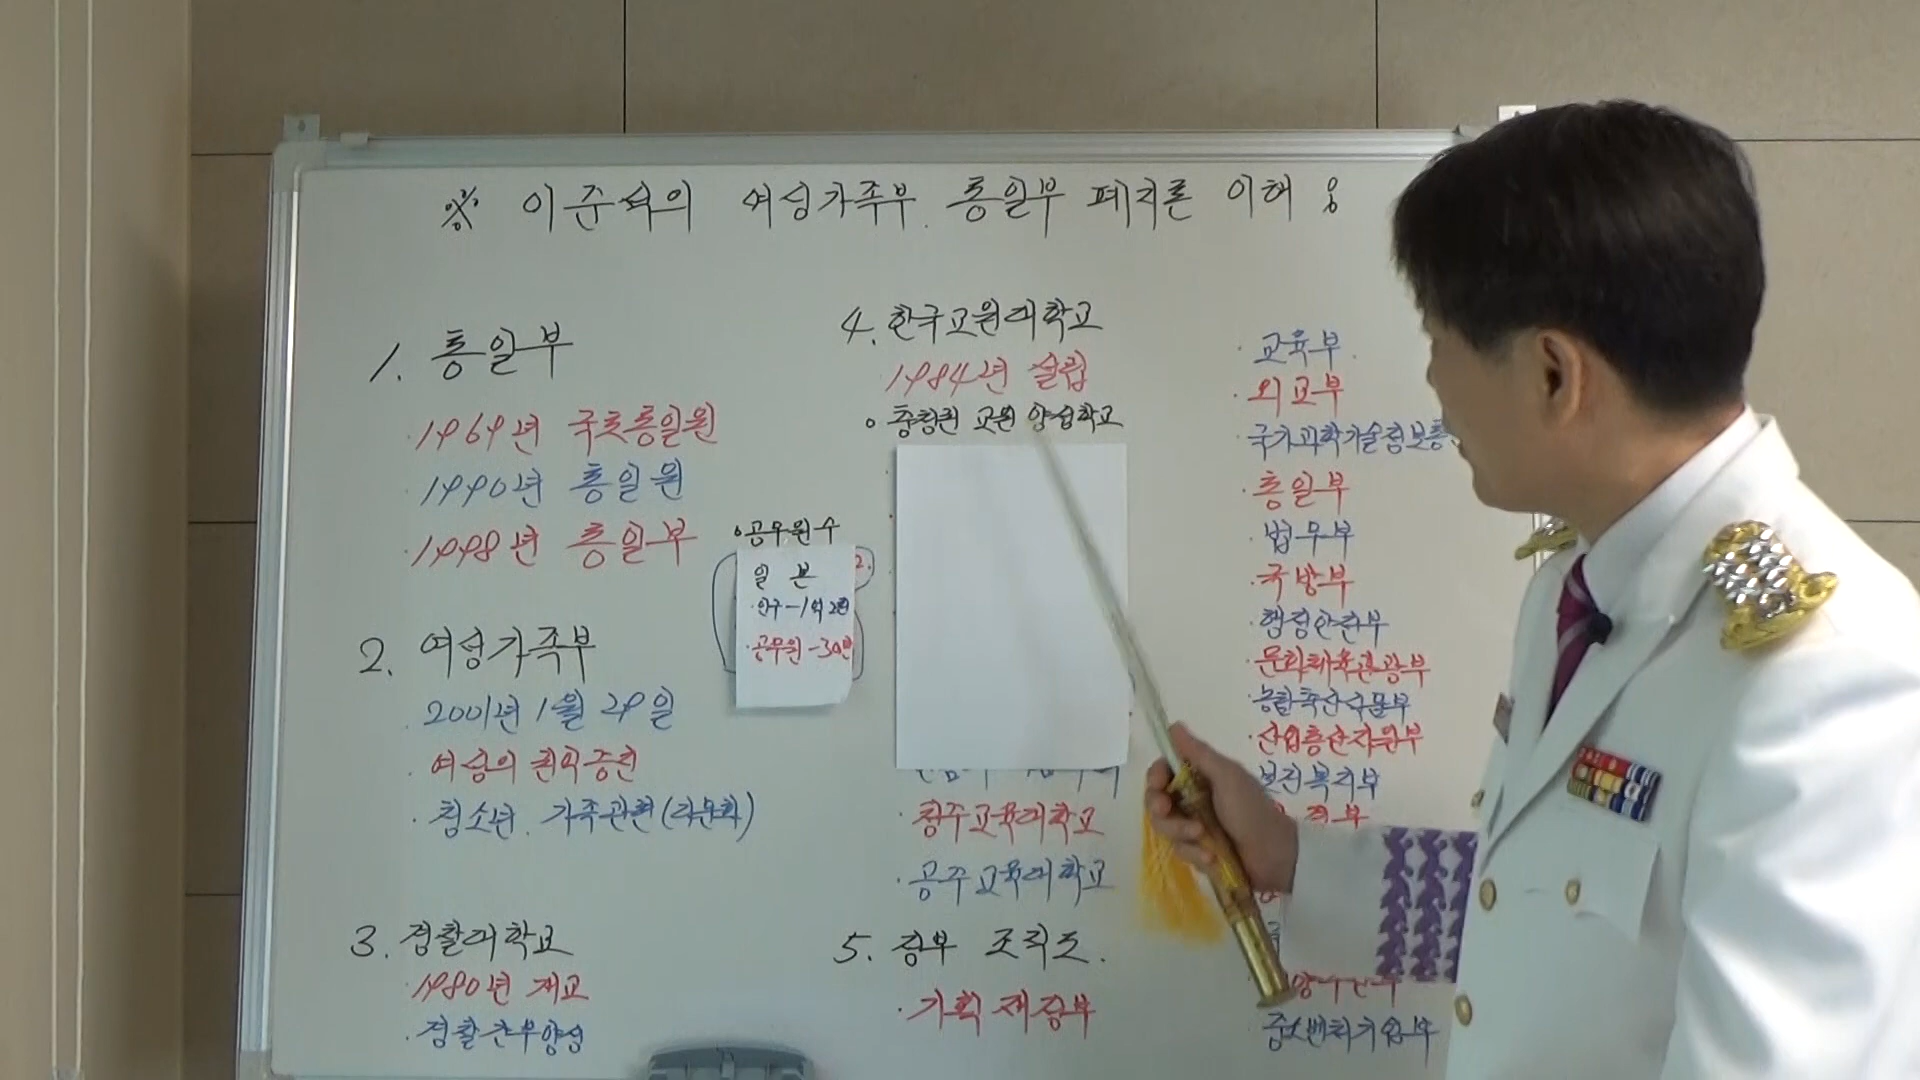 ※ 이준석의 여성가족부. 통일부 폐지론 이해
1. 통일부
· 1969년 국토통일원
· 1990년 통일원
· 1998년 통일부
2. 여성가족부
· 2001년 1월 29일
· 여성의 권익증진
· 청소년. 가족관련(다문화)
3. 경찰대학교
· 1980년 개교
· 경찰간부양성
공무원수
일 본
· 인구-1억2천
· 공무원-30만
2.
4. 한국교원대학교
1984년 설립
충청권 교원 양성학교
청주교육대학교
· 공주교육대학교
5. 정부 조직도.
· 기획재정부
· 교육부
· 외교부
· 국가과학기술정보통
· 통일부
· 법무부
· 국방부
· 행정안전부
· 문화체육관광부
· 농림축산식품부
· 산업통상자원부
보건복지부
중소벤처기업부